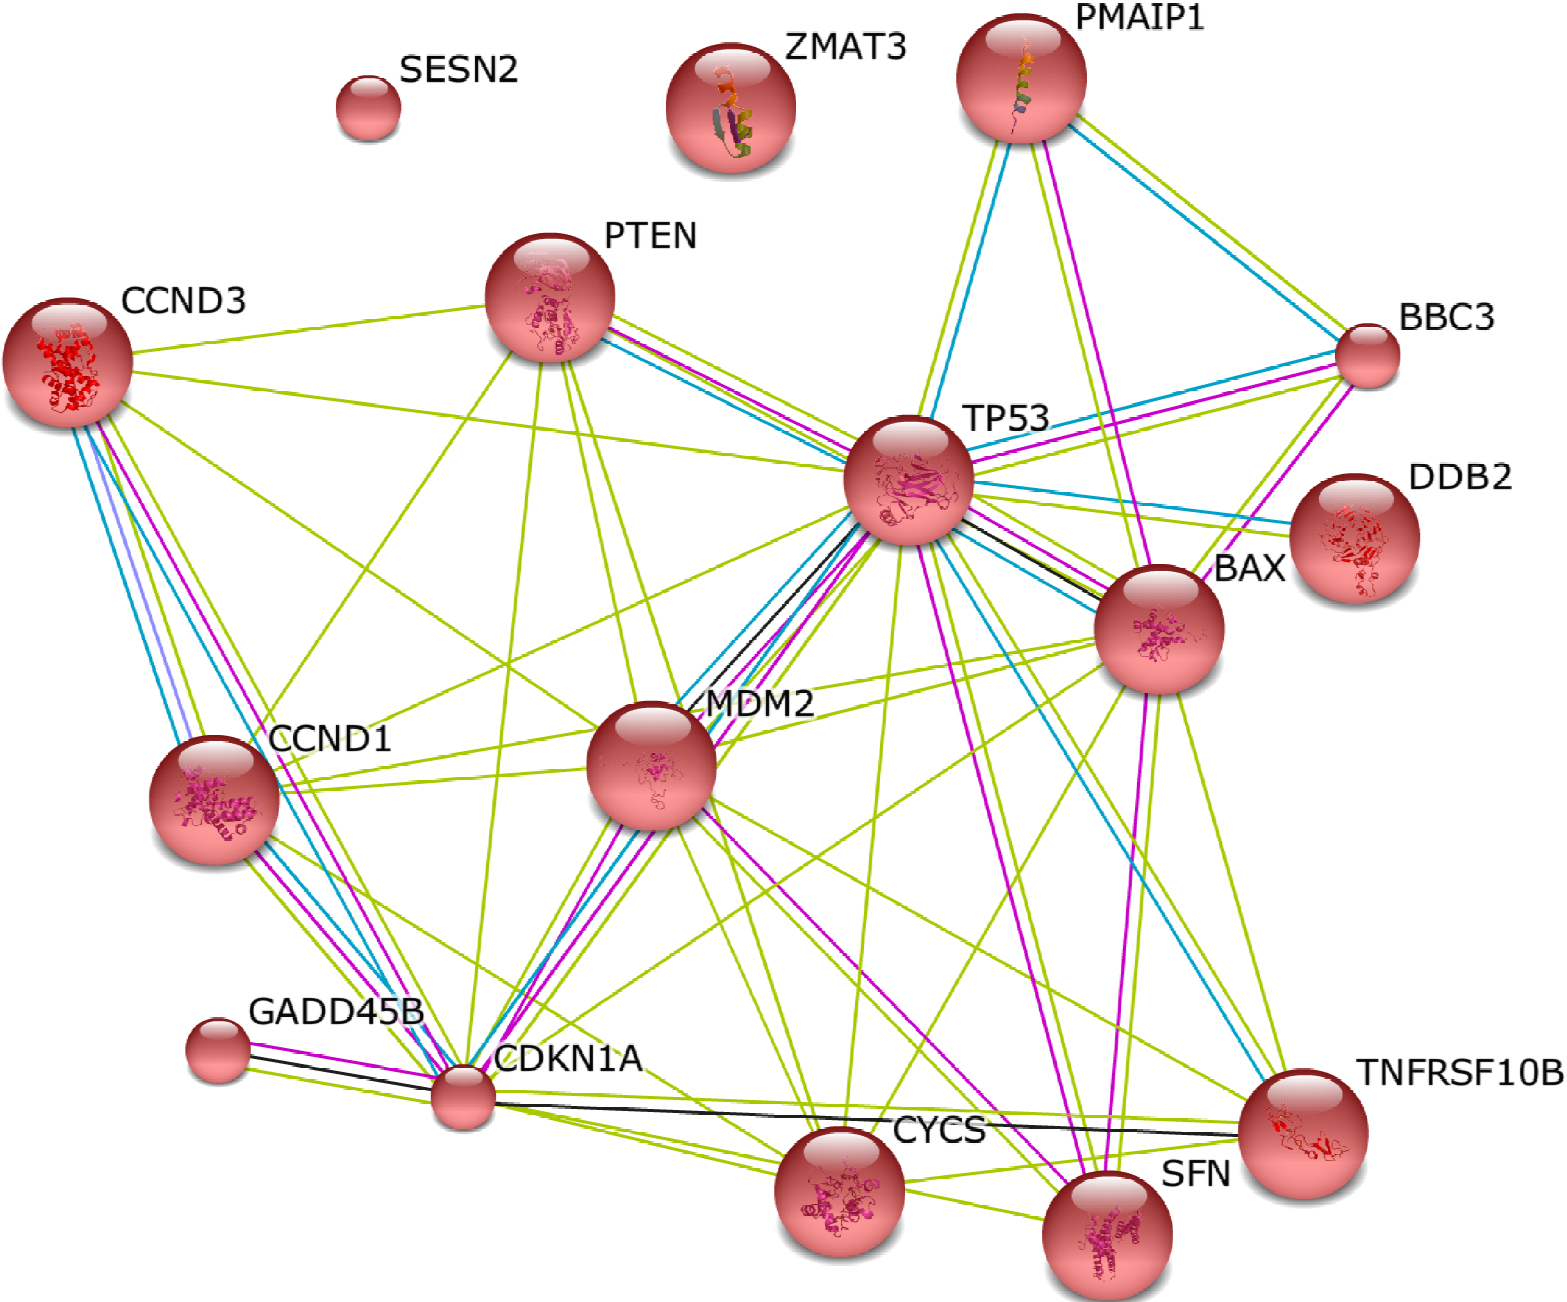 PMAIP1
ZMAT3
SESN2
PTEN
CCND3
BBC3
TP53
DDB2
BAX
MDM2
CCND1
GADD45B
CDKN1A
TNFRSF10B
CYCS
SFN